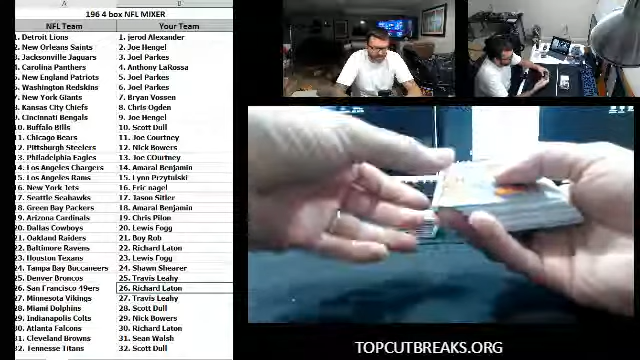 A B
196 4 box NFL MIXER
NFL Team Your Team
1. Detroit Lions 1. jerod Alexander
2. New Orleans Saints 2. Joe Hengel
3. Jacksonville Jaguars 3. Joel Parkes
4. Carolina Panthers 4. Anthony LaRossa
5. New England Patriots 5. Joel Parkes
6. Washington Redskins 6. Joel Parkes
7. New York Giants 7. Bryan Vossen
8. Kansas City Chiefs 8. Chris Ogden
9. Cincinnati Bengals 9. Joe Hengel
10. Buffalo Bills 10. Scott Dull
11. Chicago Bears 11. Joe Courtney
12. Pittsburgh Steelers 12. Nick Bowers
13. Philadelphia Eagles 13. Joe COurtney
14. Los Angeles Chargers 14. Amaral Benjamin
15. Los Angeles Rams 15. Lynn Przytulski
16. New York Jets 16. Eric nagel
17. Seattle Seahawks 17. Jason Sitler
18. Green Bay Packers 18. Amaral Benjamin
19. Arizona Cardinals 19. Chris Pilon
20. Dallas Cowboys 20. Lewis Fogg
21. Oakland Raiders 21. Boy Rob
22. Baltimore Ravens 22. Richard Laton
23. Houston Texans 23. Lewis Fogg
24. Tampa Bay Buccaneers 24. Shawn Shearer
25. Denver Broncos 25. Travis Leahy
26. San Francisco 49ers 26. Richard Laton
27. Minnesota Vikings 27. Travis Leahy
28. Miami Dolphins 28. Scott Dull
29. Indianapolis Colts 29. Nick Bowers
30. Atlanta Falcons 30. Richard Laton
31. Cleveland Browns 31. Sean Walsh
32. Tennesse Titans 32. Scott Dull
TOPCUTBREAKS.ORG